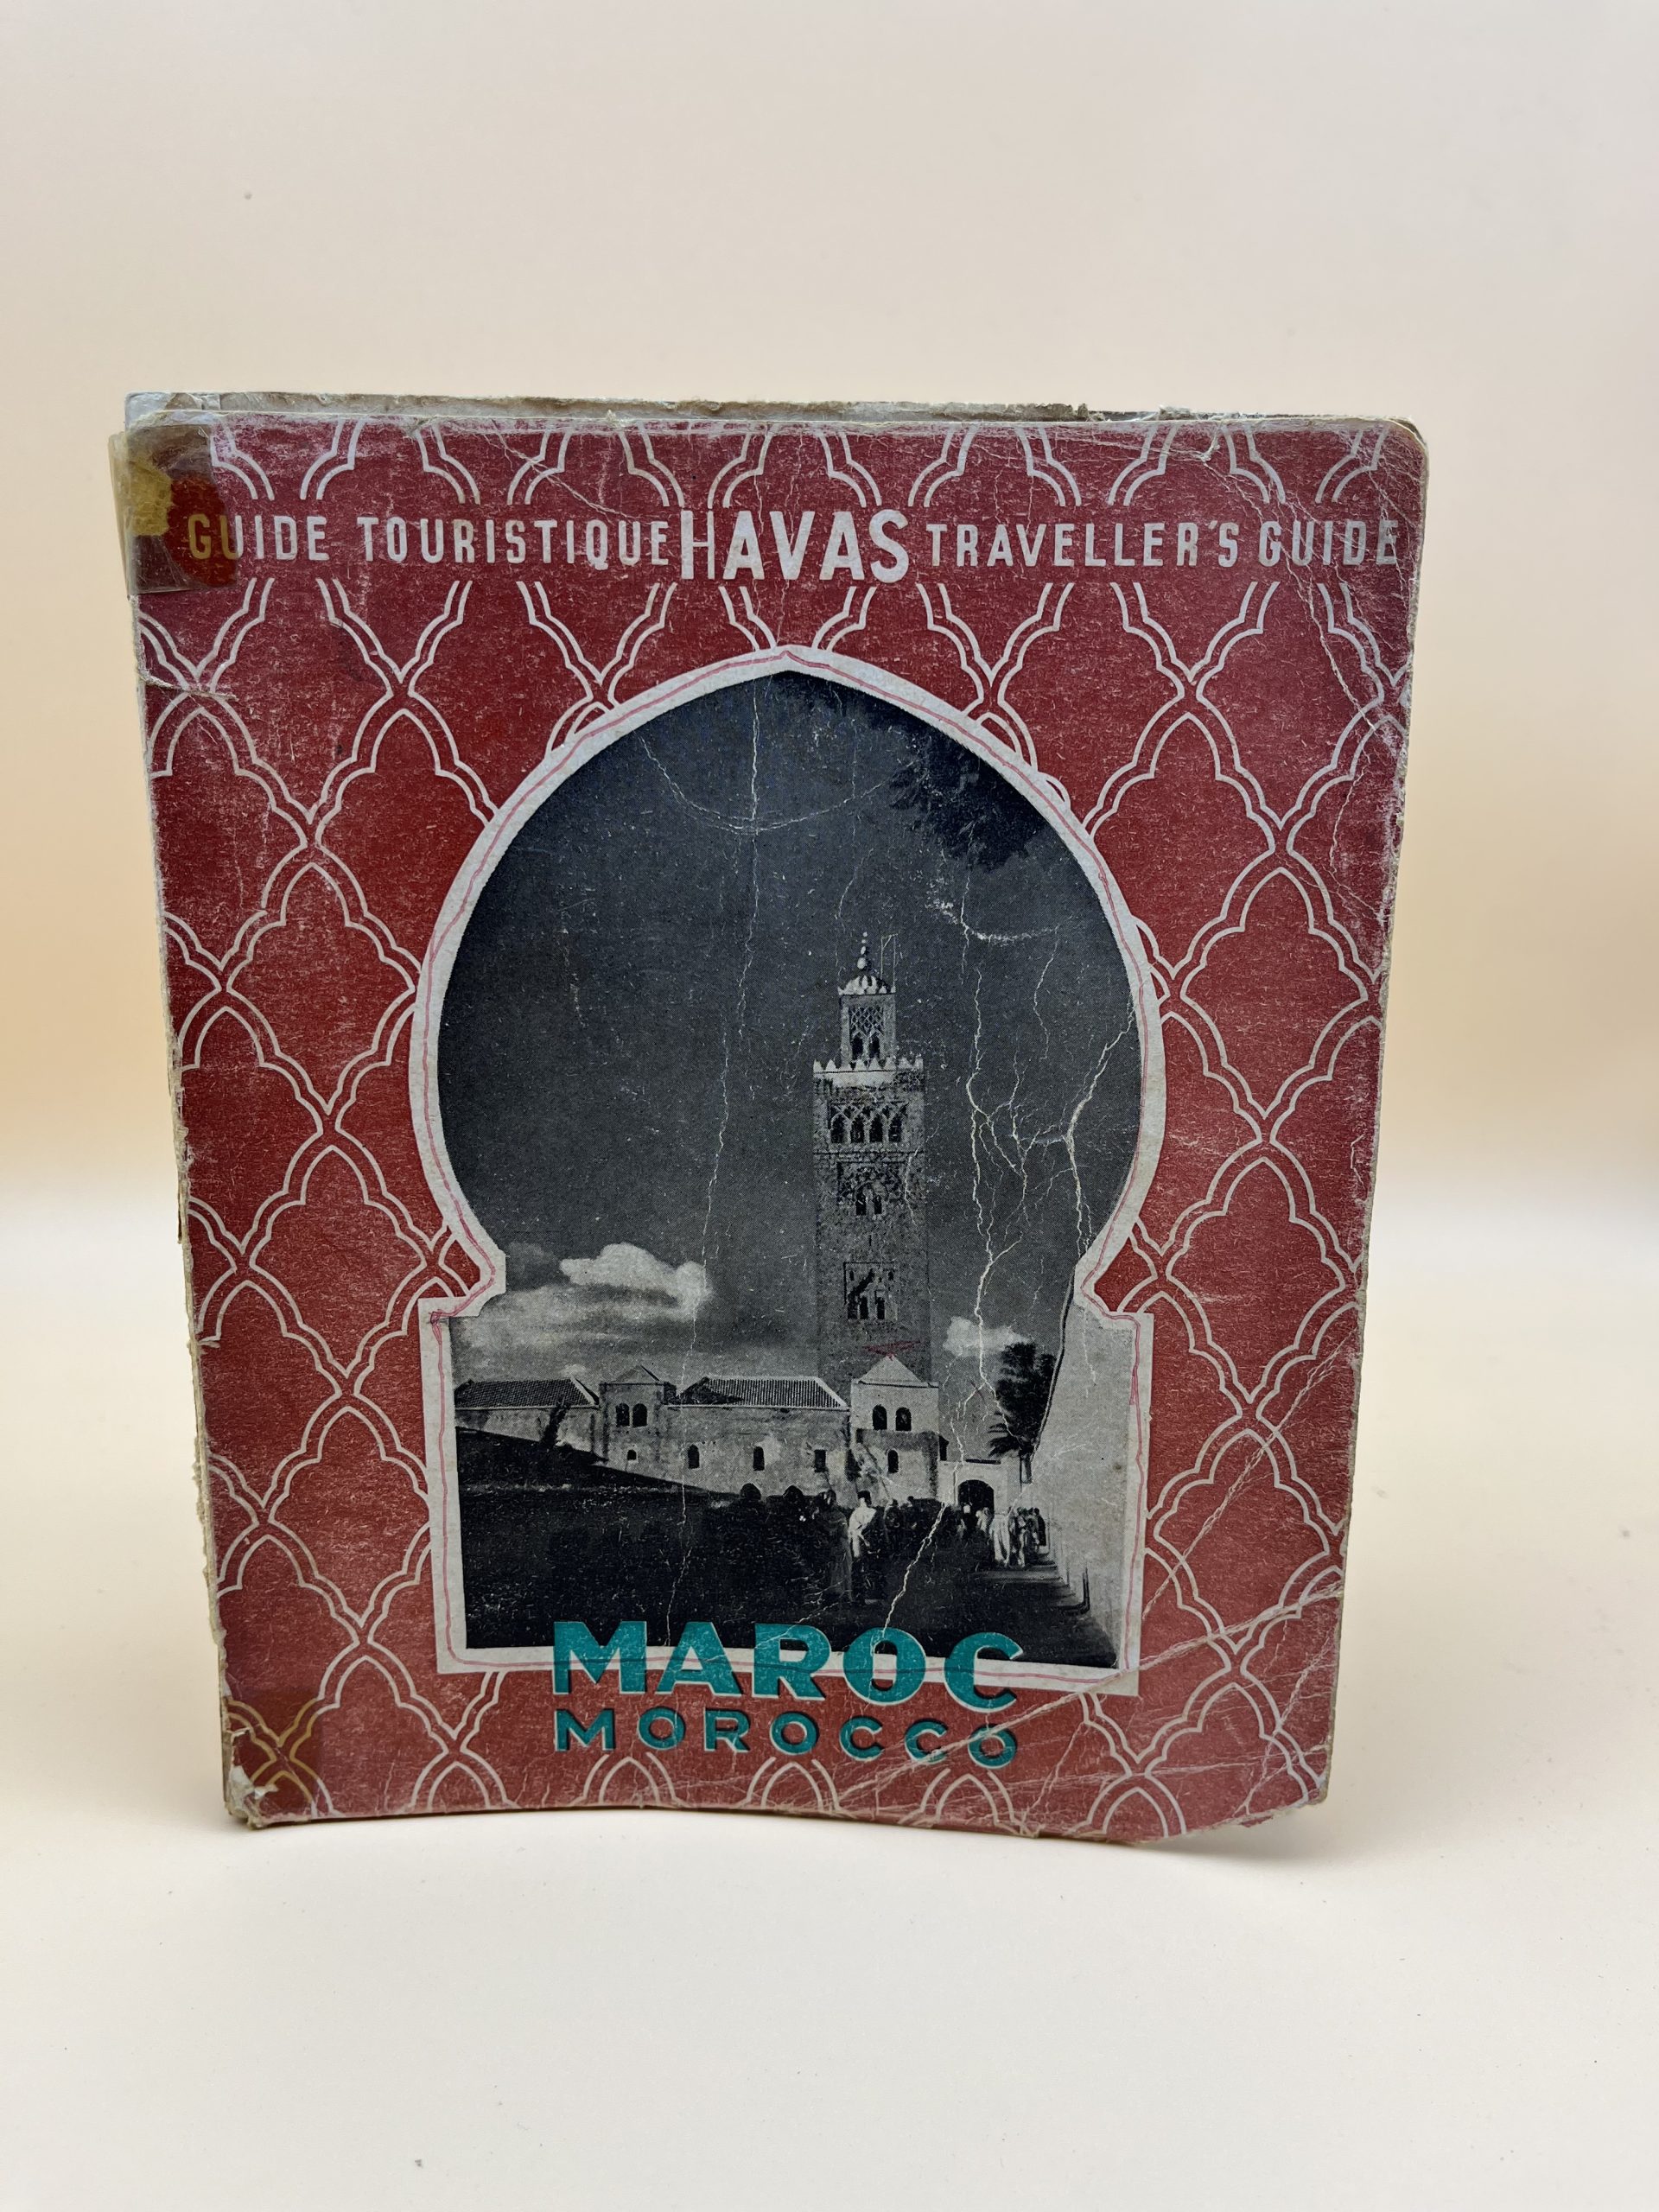 GUIDE TOURISTIQUE HAVAS TRAVELLER'S GUIDE
MAROC
MOROCCO